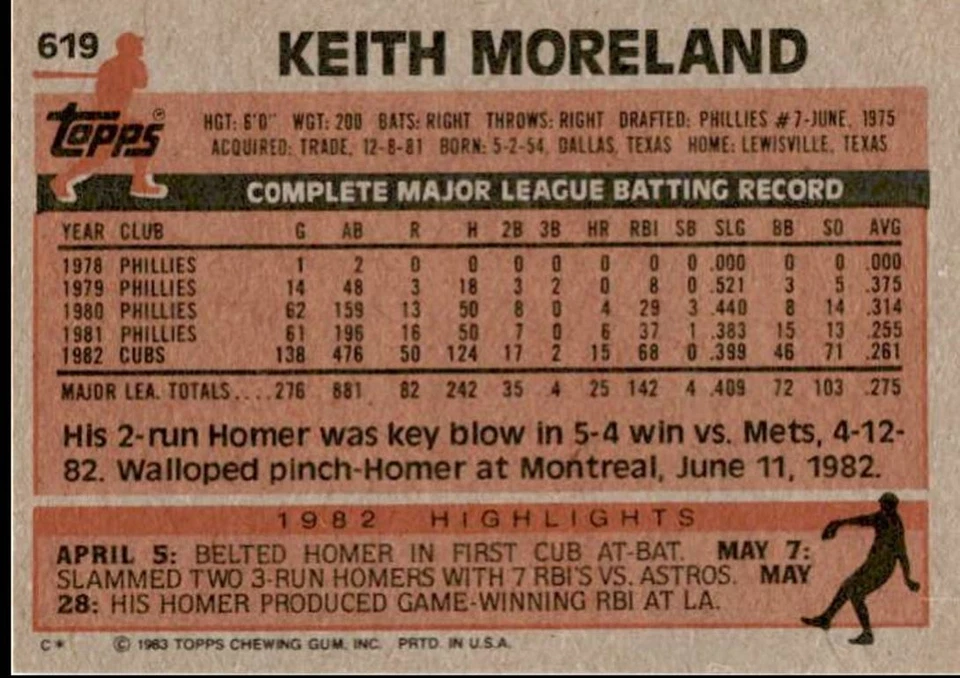 619
KEITH MORELAND
Topps®
HGT: 6'0" WGT: 200 BATS: RIGHT THROWS: RIGHT DRAFTED: PHILLIES #7-JUNE, 1975
ACQUIRED: TRADE, 12-8-81 BORN: 5-2-54, DALLAS, TEXAS HOME: LEWISVILLE, TEXAS
COMPLETE MAJOR LEAGUE BATTING RECORD
YEAR CLUB G AB R H 2B 3B HR RBI SB SLG BB SO AVG
1978 PHILLIES 1 2 0 0 0 0 0 0 0 .000 0 0 .000
1979 PHILLIES 14 48 3 18 3 2 0 8 0 .521 3 5 .375
1980 PHILLIES 62 159 13 50 8 0 4 29 3 .440 8 14 .314
1981 PHILLIES 61 196 16 50 7 0 6 37 1 .383 15 13 .255
1982 CUBS 138 476 50 124 17 2 15 68 0 .399 46 71 .261
MAJOR LEA. TOTALS....276 881 82 242 35 4 25 142 4 .409 72 103 .275
His 2-run Homer was key blow in 5-4 win vs. Mets, 4-12-
82. Walloped pinch-Homer at Montreal, June 11, 1982.
1982 HIGHLIGHTS
APRIL 5: BELTED HOMER IN FIRST CUB AT-BAT. MAY 7:
SLAMMED TWO 3-RUN HOMERS WITH 7 RBI'S VS. ASTROS. MAY
28: HIS HOMER PRODUCED GAME-WINNING RBI AT LA.
C* © 1983 TOPPS CHEWING GUM, INC. PRTD. IN U.S.A.